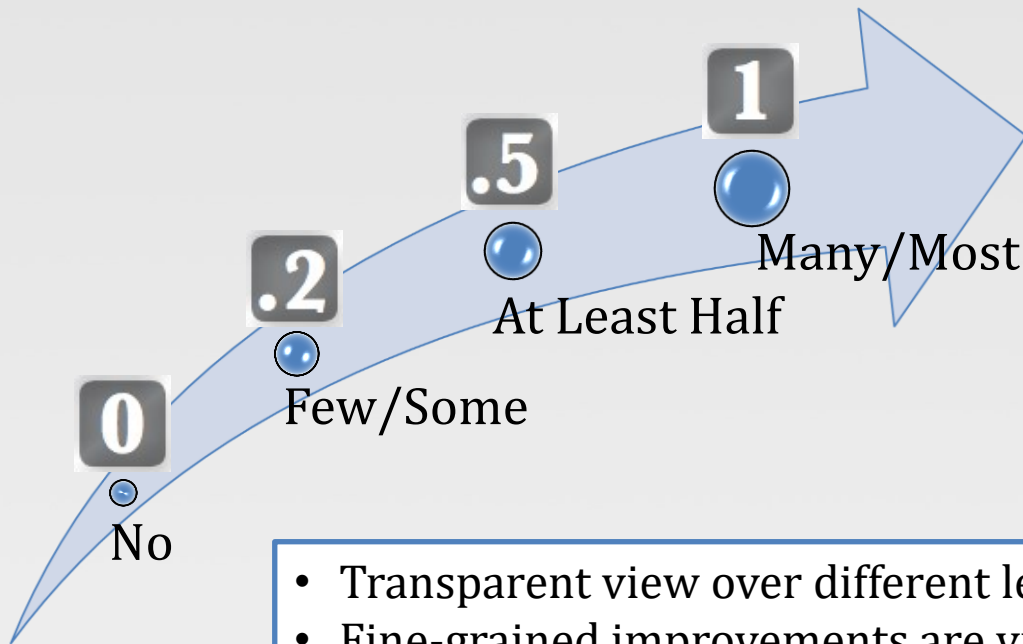 1
.5
Many/Most
.2
At Least Half
0
Few/Some
No
• Transparent view over different
• Fine-grained improvements are